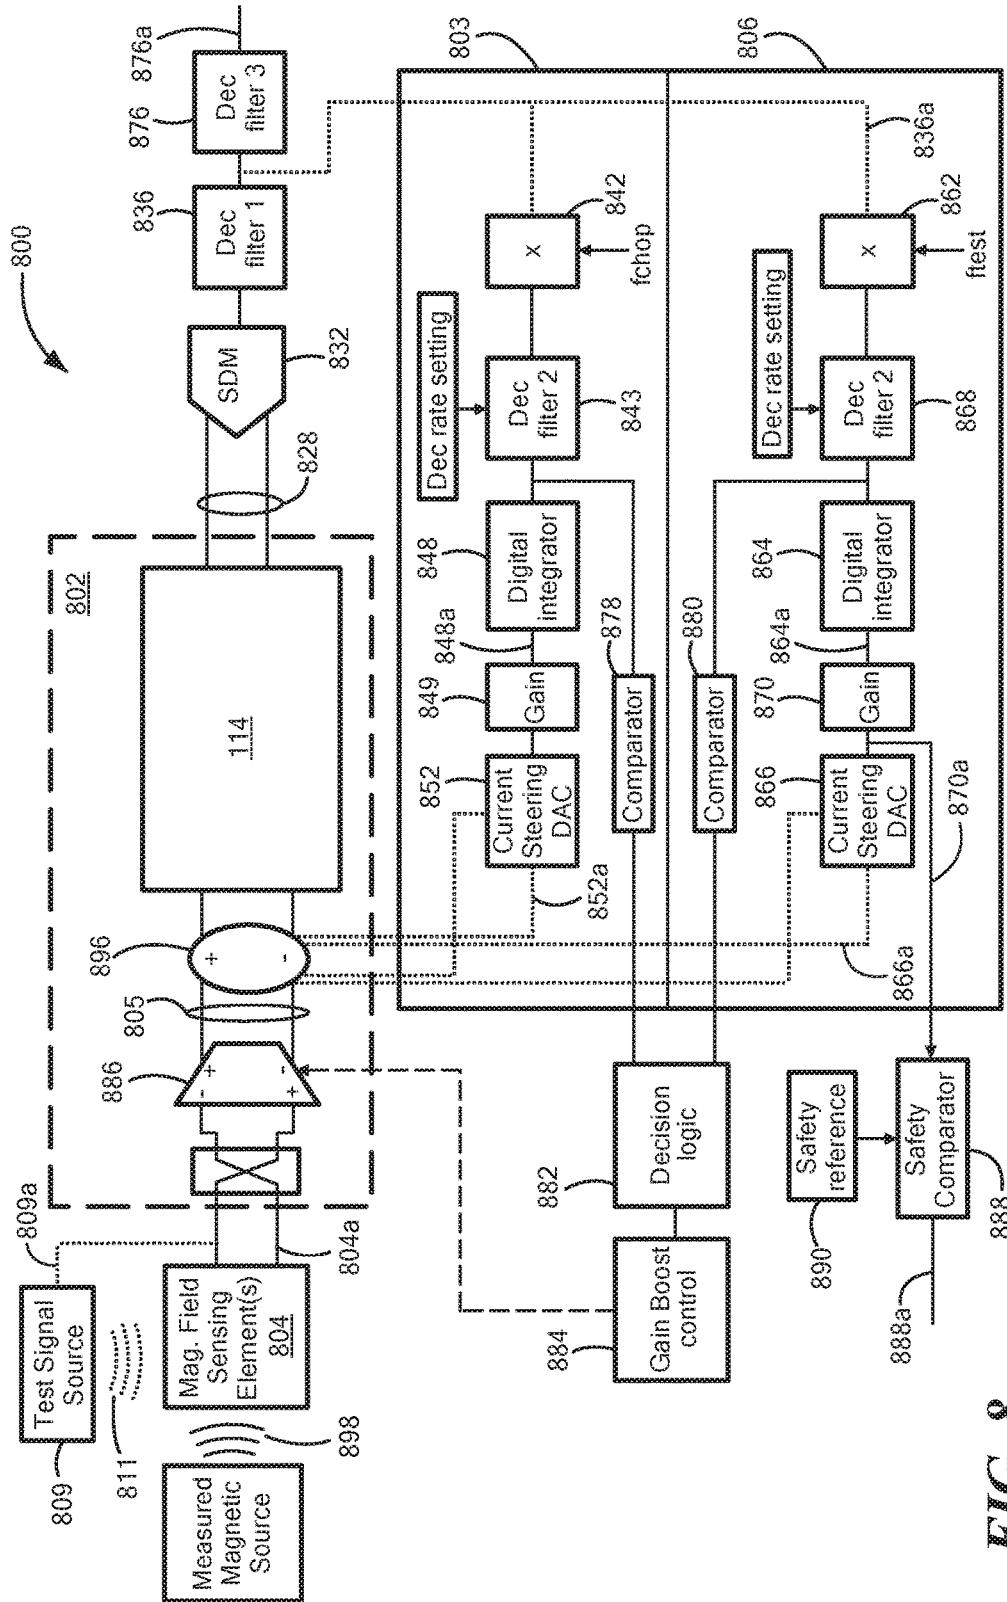 800
Measured
Magnetic
Source
898
Test Signal
Source
809
809a
811
Mag. Field
Sensing
Element(s)
804
804a
802
886
-
+
+
-
805
896
+
-
114
828
SDM
832
Dec
filter 1
836
Dec
filter 3
876
876a
803
Current
Steering
DAC
852
852a
Gain
849
848a
Digital
integrator
848
Dec rate setting
Dec
filter 2
843
x
842
fchop
Comparator
878
Comparator
880
806
Current
Steering
DAC
866
866a
Gain
870
870a
864a
Digital
integrator
864
Dec rate setting
Dec
filter 2
868
x
862
ftest
836a
Gain Boost
control
884
Decision
logic
882
Safety
reference
890
Safety
Comparator
888
888a
FIG. 8